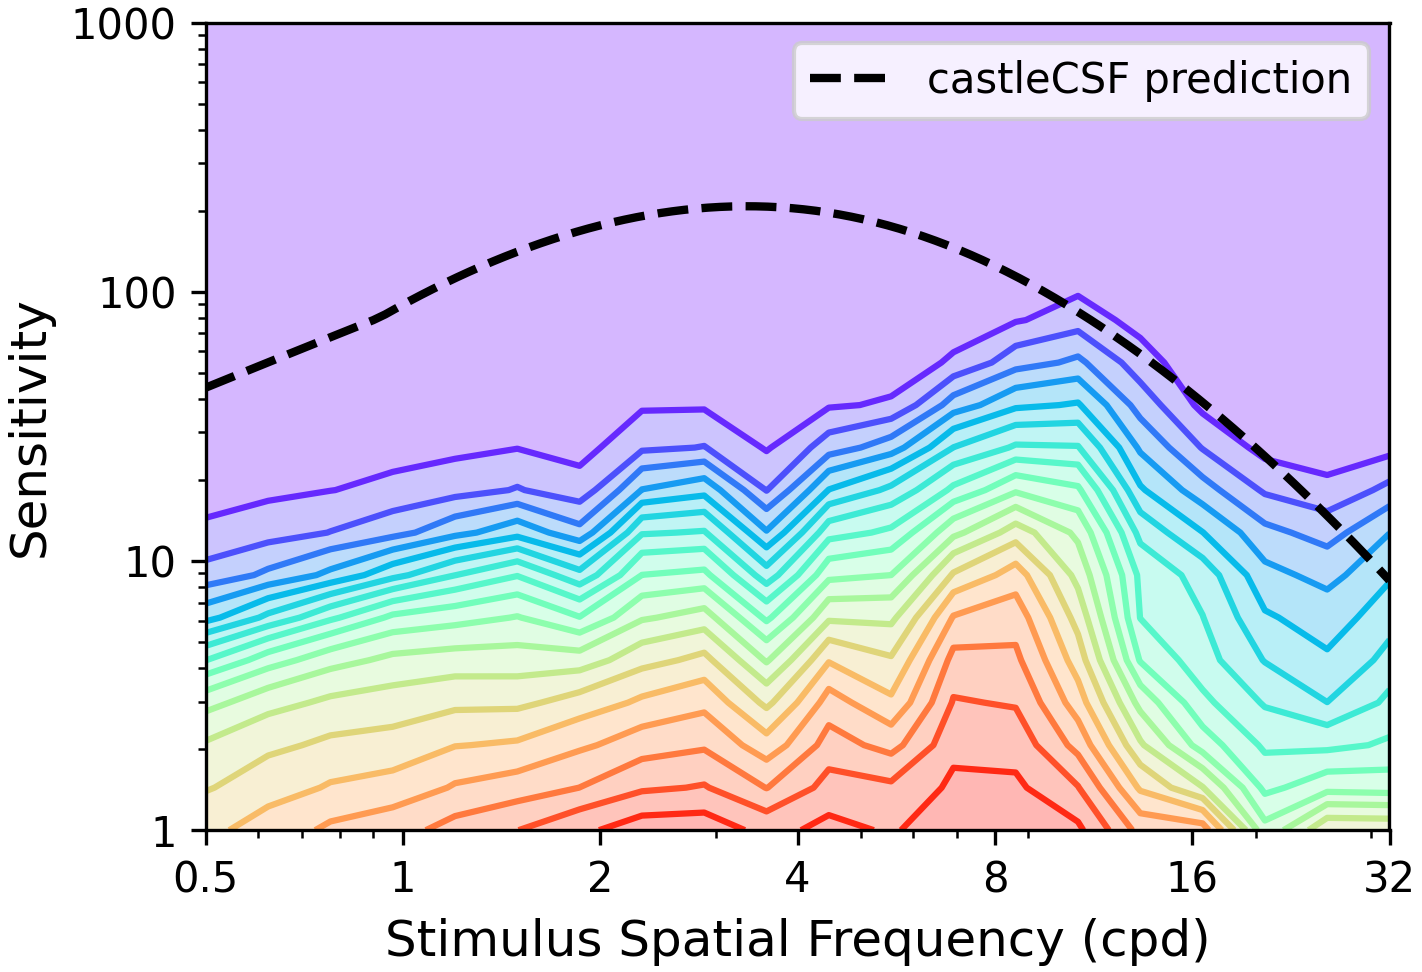 1000
100
10
1
Sensitivity
castleCSF prediction
0.5 1 2 4 8 16 32
Stimulus Spatial Frequency (cpd)